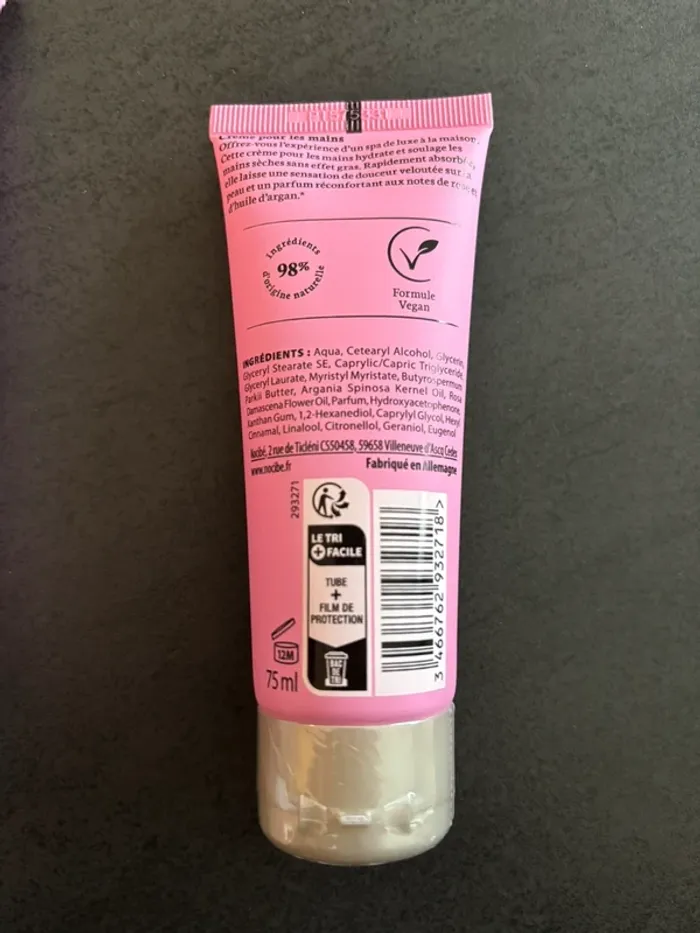 Crème pour les mains
Offrez-vous l'expérience d'un spa de luxe à la maison.
Cette crème pour les mains hydrate et soulage les
mains sèches sans effet gras. Rapidement absorbée,
elle laisse une sensation de douceur veloutée sur
peau et un parfum réconfortant aux notes de rose et
d'huile d'argan.*
Ingrédients
98%
d'origine naturelle
Formule
Vegan
INGRÉDIENTS : Aqua, Cetearyl Alcohol, Glycerin,
Glyceryl Stearate SE, Caprylic/Capric Triglyceride,
Glyceryl Laurate, Myristyl Myristate, Butyrospermum
Parkii Butter, Argania Spinosa Kernel Oil, Rosa
Damascena Flower Oil, Parfum, Hydroxyacetophenone,
Xanthan Gum, 1,2-Hexanediol, Caprylyl Glycol, Hexyl
Cinnamal, Linalool, Citronellol, Geraniol, Eugenol
Nocibé, 2 rue de Ticléni CS50458, 59658 Villeneuve d'Ascq Cedex
www.nocibe.fr Fabriqué en Allemagne
293271
LE TRI
+ FACILE
TUBE
+
FILM DE
PROTECTION
BAC
DE
TRI
12M
75 ml
3 466762 932718 >